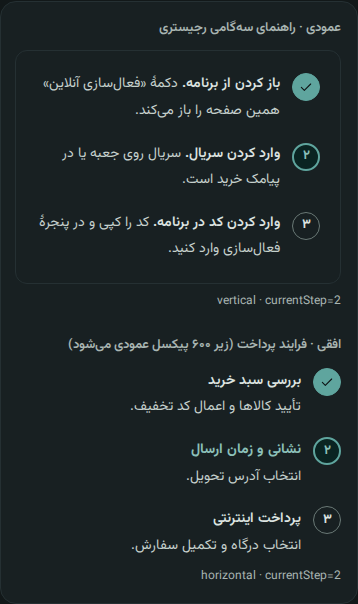 عمودی · راهنمای سه‌گامی رجیستری
باز کردن از برنامه. دکمهٔ «فعال‌سازی آنلاین»
همین صفحه را باز می‌کند.
۲
وارد کردن سریال. سریال روی جعبه یا در
پیامک خرید است.
۳
وارد کردن کد در برنامه. کد را کپی و در پنجرهٔ
فعال‌سازی وارد کنید.
vertical · currentStep=2
افقی · فرایند پرداخت (زیر ۶۰۰ پیکسل عمودی می‌شود)
بررسی سبد خرید
تأیید کالاها و اعمال کد تخفیف.
۲
نشانی و زمان ارسال
انتخاب آدرس تحویل.
۳
پرداخت اینترنتی
انتخاب درگاه و تکمیل سفارش.
horizontal · currentStep=2